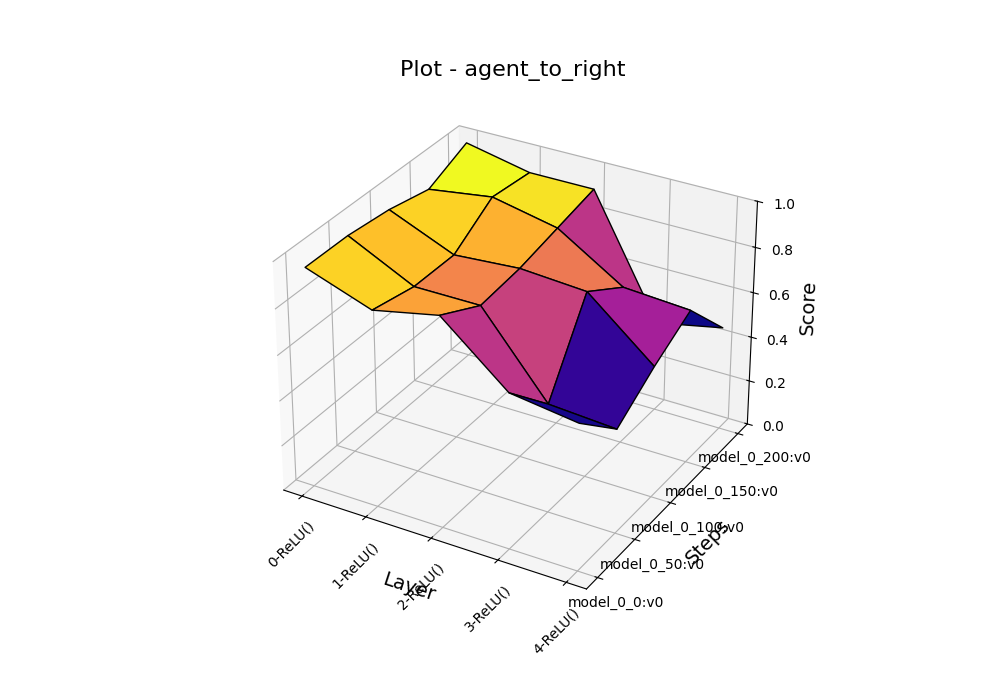 Plot - agent_to_right
1.0
0.8
0.6
0.4
0.2
0.0
Score
model_0_200:v0
model_0_150:v0
model_0_100:v0
model_0_50:v0
model_0_0:v0
Steps
0-ReLU()
1-ReLU()
2-ReLU()
3-ReLU()
4-ReLU()
Layer